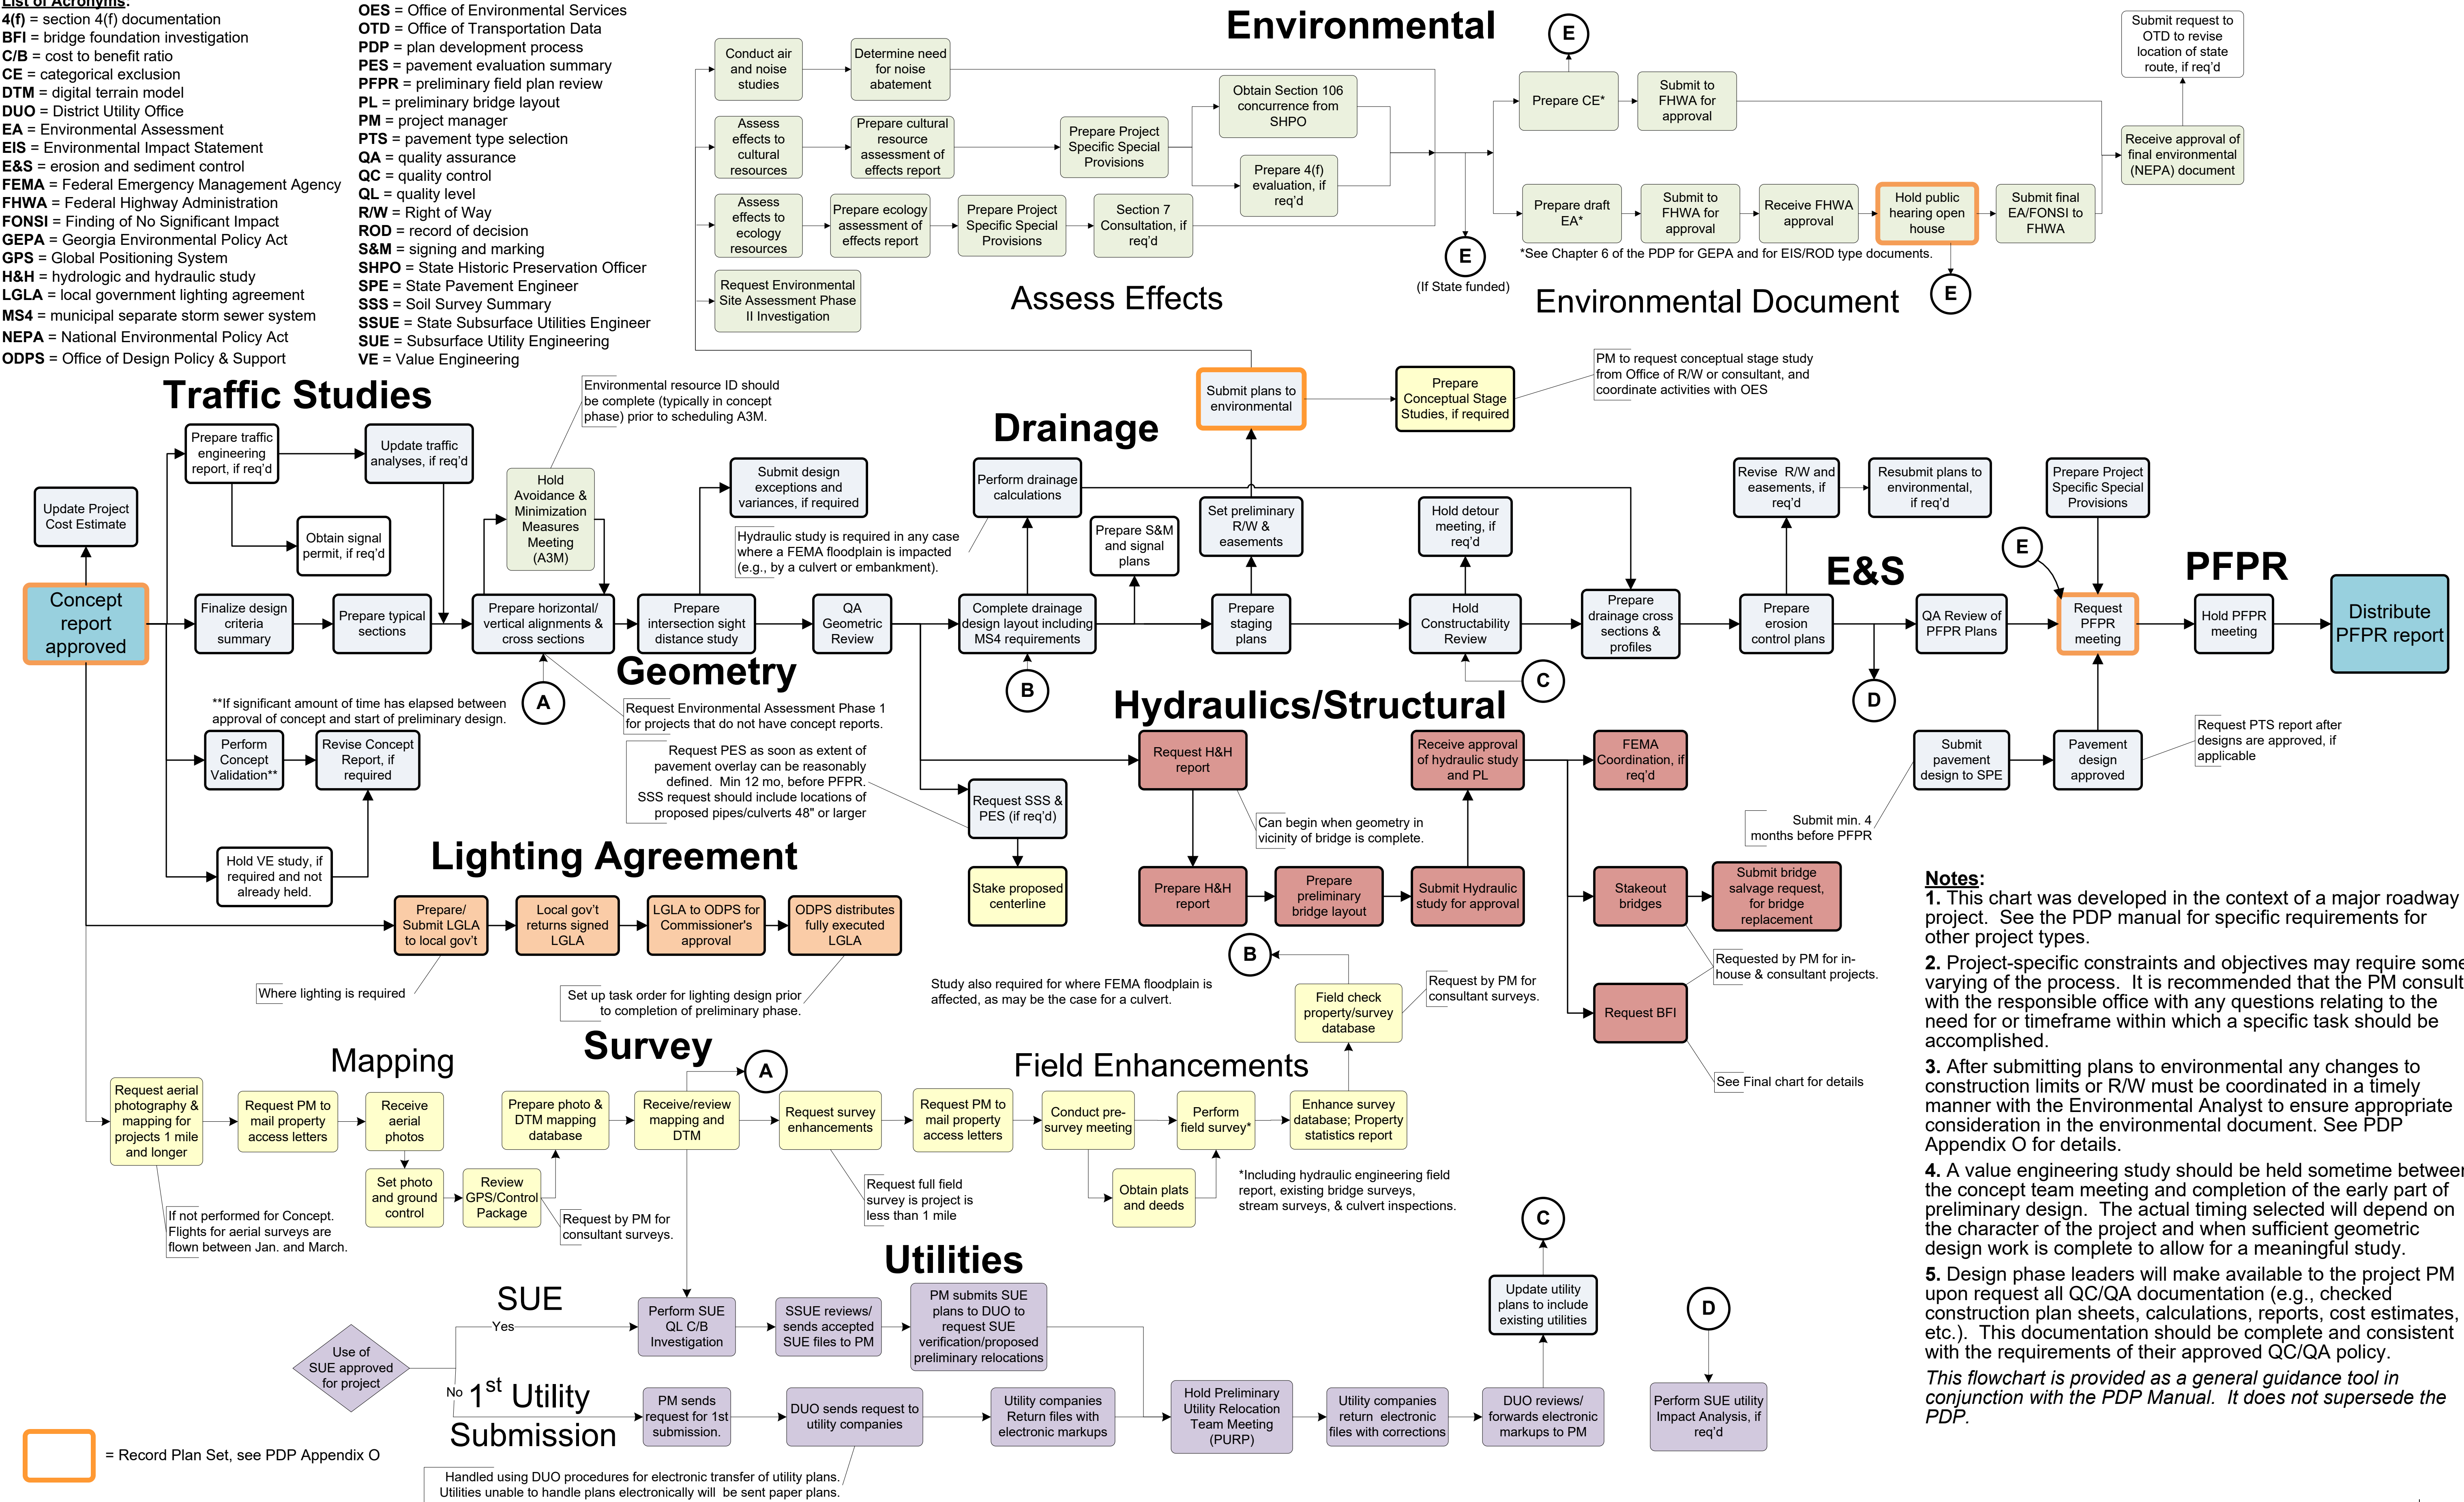 List of Acronyms:
4(f) = section 4(f) documentation
BFI = bridge foundation investigation
C/B = cost to benefit ratio
CE = categorical exclusion
DTM = digital terrain model
DUO = District Utility Office
EA = Environmental Assessment
EIS = Environmental Impact Statement
E&S = erosion and sediment control
FEMA = Federal Emergency Management Agency
FHWA = Federal Highway Administration
FONSI = Finding of No Significant Impact
GEPA = Georgia Environmental Policy Act
GPS = Global Positioning System
H&H = hydrologic and hydraulic study
LGLA = local government lighting agreement
MS4 = municipal separate storm sewer system
NEPA = National Environmental Policy Act
ODPS = Office of Design Policy & Support
OES = Office of Environmental Services
OTD = Office of Transportation Data
PDP = plan development process
PES = pavement evaluation summary
PFPR = preliminary field plan review
PL = preliminary bridge layout
PM = project manager
PTS = pavement type selection
QA = quality assurance
QC = quality control
QL = quality level
R/W = Right of Way
ROD = record of decision
S&M = signing and marking
SHPO = State Historic Preservation Officer
SPE = State Pavement Engineer
SSS = Soil Survey Summary
SSUE = State Subsurface Utilities Engineer
SUE = Subsurface Utility Engineering
VE = Value Engineering
Environmental
Conduct air
and noise
studies
Determine need
for noise
abatement
Assess
effects to
cultural
resources
Prepare cultural
resource
assessment of
effects report
Prepare Project
Specific Special
Provisions
Obtain Section 106
concurrence from
SHPO
Prepare 4(f)
evaluation, if
req'd
Assess
effects to
ecology
resources
Prepare ecology
assessment of
effects report
Prepare Project
Specific Special
Provisions
Section 7
Consultation, if
req'd
Request Environmental
Site Assessment Phase
II Investigation
Assess Effects
E
(If State funded)
E
Prepare CE*
Submit to
FHWA for
approval
Prepare draft
EA*
Submit to
FHWA for
approval
Receive FHWA
approval
Hold public
hearing open
house
Submit final
EA/FONSI to
FHWA
*See Chapter 6 of the PDP for GEPA and for EIS/ROD type documents.
Environmental Document
E
Submit request to
OTD to revise
location of state
route, if req'd
Receive approval of
final environmental
(NEPA) document
Traffic Studies
Environmental resource ID should
be complete (typically in concept
phase) prior to scheduling A3M.
Prepare traffic
engineering
report, if req'd
Update traffic
analyses, if req'd
Obtain signal
permit, if req'd
Update Project
Cost Estimate
Concept
report
approved
Finalize design
criteria
summary
Prepare typical
sections
Hold
Avoidance &
Minimization
Measures
Meeting
(A3M)
Prepare horizontal/
vertical alignments &
cross sections
A
Submit design
exceptions and
variances, if required
Prepare
intersection sight
distance study
QA
Geometric
Review
Geometry
Request Environmental Assessment Phase 1
for projects that do not have concept reports.
Drainage
Submit plans to
environmental
Prepare
Conceptual Stage
Studies, if required
PM to request conceptual stage study
from Office of R/W or consultant, and
coordinate activities with OES
Perform drainage
calculations
Hydraulic study is required in any case
where a FEMA floodplain is impacted
(e.g., by a culvert or embankment).
Prepare S&M
and signal
plans
Set preliminary
R/W &
easements
Hold detour
meeting, if
req'd
Complete drainage
design layout including
MS4 requirements
B
Prepare
staging
plans
Hold
Constructability
Review
C
Prepare
drainage cross
sections &
profiles
Revise R/W and
easements, if
req'd
Resubmit plans to
environmental,
if req'd
Prepare Project
Specific Special
Provisions
E&S
E
PFPR
Prepare
erosion
control plans
D
QA Review of
PFPR Plans
Request
PFPR
meeting
Hold PFPR
meeting
Distribute
PFPR report
**If significant amount of time has elapsed between
approval of concept and start of preliminary design.
Perform
Concept
Validation**
Revise Concept
Report, if
required
Hold VE study, if
required and not
already held.
Request PES as soon as extent of
pavement overlay can be reasonably
defined. Min 12 mo, before PFPR.
SSS request should include locations of
proposed pipes/culverts 48" or larger
Request SSS &
PES (if req'd)
Stake proposed
centerline
Hydraulics/Structural
Request H&H
report
Can begin when geometry in
vicinity of bridge is complete.
Prepare H&H
report
Prepare
preliminary
bridge layout
Submit Hydraulic
study for approval
Receive approval
of hydraulic study
and PL
FEMA
Coordination, if
req'd
Stakeout
bridges
Submit bridge
salvage request,
for bridge
replacement
Requested by PM for in-
house & consultant projects.
Request BFI
See Final chart for details
Study also required for where FEMA floodplain is
affected, as may be the case for a culvert.
Submit
pavement
design to SPE
Pavement
design
approved
Request PTS report after
designs are approved, if
applicable
Submit min. 4
months before PFPR
Lighting Agreement
Prepare/
Submit LGLA
to local gov't
Local gov't
returns signed
LGLA
LGLA to ODPS for
Commissioner's
approval
ODPS distributes
fully executed
LGLA
Where lighting is required
Set up task order for lighting design prior
to completion of preliminary phase.
Survey
Mapping
Field Enhancements
Request aerial
photography &
mapping for
projects 1 mile
and longer
If not performed for Concept.
Flights for aerial surveys are
flown between Jan. and March.
Request PM to
mail property
access letters
Receive
aerial
photos
Set photo
and ground
control
Review
GPS/Control
Package
Request by PM for
consultant surveys.
Prepare photo &
DTM mapping
database
Receive/review
mapping and
DTM
A
Request survey
enhancements
Request full field
survey is project is
less than 1 mile
Request PM to
mail property
access letters
Conduct pre-
survey meeting
Obtain plats
and deeds
Perform
field survey*
Enhance survey
database; Property
statistics report
*Including hydraulic engineering field
report, existing bridge surveys,
stream surveys, & culvert inspections.
Field check
property/survey
database
B
Request by PM for
consultant surveys.
Utilities
SUE
Use of
SUE approved
for project
Yes
No
Perform SUE
QL C/B
Investigation
SSUE reviews/
sends accepted
SUE files to PM
PM submits SUE
plans to DUO to
request SUE
verification/proposed
preliminary relocations
1st Utility
Submission
PM sends
request for 1st
submission.
DUO sends request to
utility companies
Utility companies
Return files with
electronic markups
Hold Preliminary
Utility Relocation
Team Meeting
(PURP)
Utility companies
return electronic
files with corrections
DUO reviews/
forwards electronic
markups to PM
Update utility
plans to include
existing utilities
C
D
Perform SUE utility
Impact Analysis, if
req'd
Handled using DUO procedures for electronic transfer of utility plans.
Utilities unable to handle plans electronically will be sent paper plans.
= Record Plan Set, see PDP Appendix O
Notes:
1. This chart was developed in the context of a major roadway
project. See the PDP manual for specific requirements for
other project types.
2. Project-specific constraints and objectives may require some
varying of the process. It is recommended that the PM consult
with the responsible office with any questions relating to the
need for or timeframe within which a specific task should be
accomplished.
3. After submitting plans to environmental any changes to
construction limits or R/W must be coordinated in a timely
manner with the Environmental Analyst to ensure appropriate
consideration in the environmental document. See PDP
Appendix O for details.
4. A value engineering study should be held sometime between
the concept team meeting and completion of the early part of
preliminary design. The actual timing selected will depend on
the character of the project and when sufficient geometric
design work is complete to allow for a meaningful study.
5. Design phase leaders will make available to the project PM
upon request all QC/QA documentation (e.g., checked
construction plan sheets, calculations, reports, cost estimates,
etc.). This documentation should be complete and consistent
with the requirements of their approved QC/QA policy.
This flowchart is provided as a general guidance tool in
conjunction with the PDP Manual. It does not supersede the
PDP.